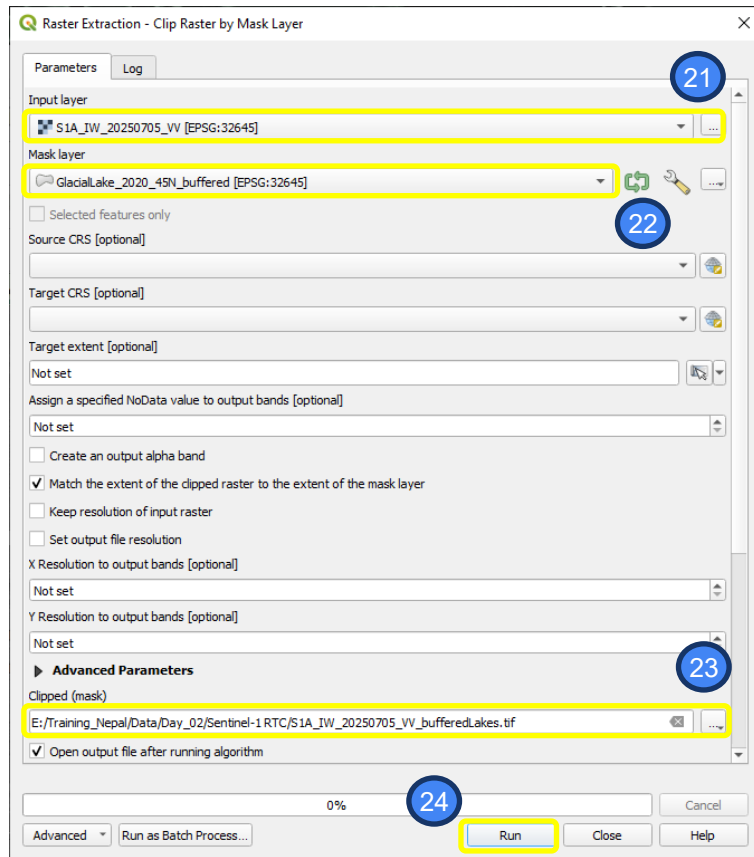 Raster Extraction - Clip Raster by Mask Layer
Parameters Log
21
Input layer
S1A_IW_20250705_VV [EPSG:32645]
...
Mask layer
GlacialLake_2020_45N_buffered [EPSG:32645]
...
Selected features only
22
Source CRS [optional]
Target CRS [optional]
Target extent [optional]
Not set
Assign a specified NoData value to output bands [optional]
Not set
Create an output alpha band
Match the extent of the clipped raster to the extent of the mask layer
Keep resolution of input raster
Set output file resolution
X Resolution to output bands [optional]
Not set
Y Resolution to output bands [optional]
Not set
23
Advanced Parameters
Clipped (mask)
E:/Training_Nepal/Data/Day_02/Sentinel-1 RTC/S1A_IW_20250705_VV_bufferedLakes.tif
...
Open output file after running algorithm
0%
24
Cancel
Advanced Run as Batch Process... Run Close Help